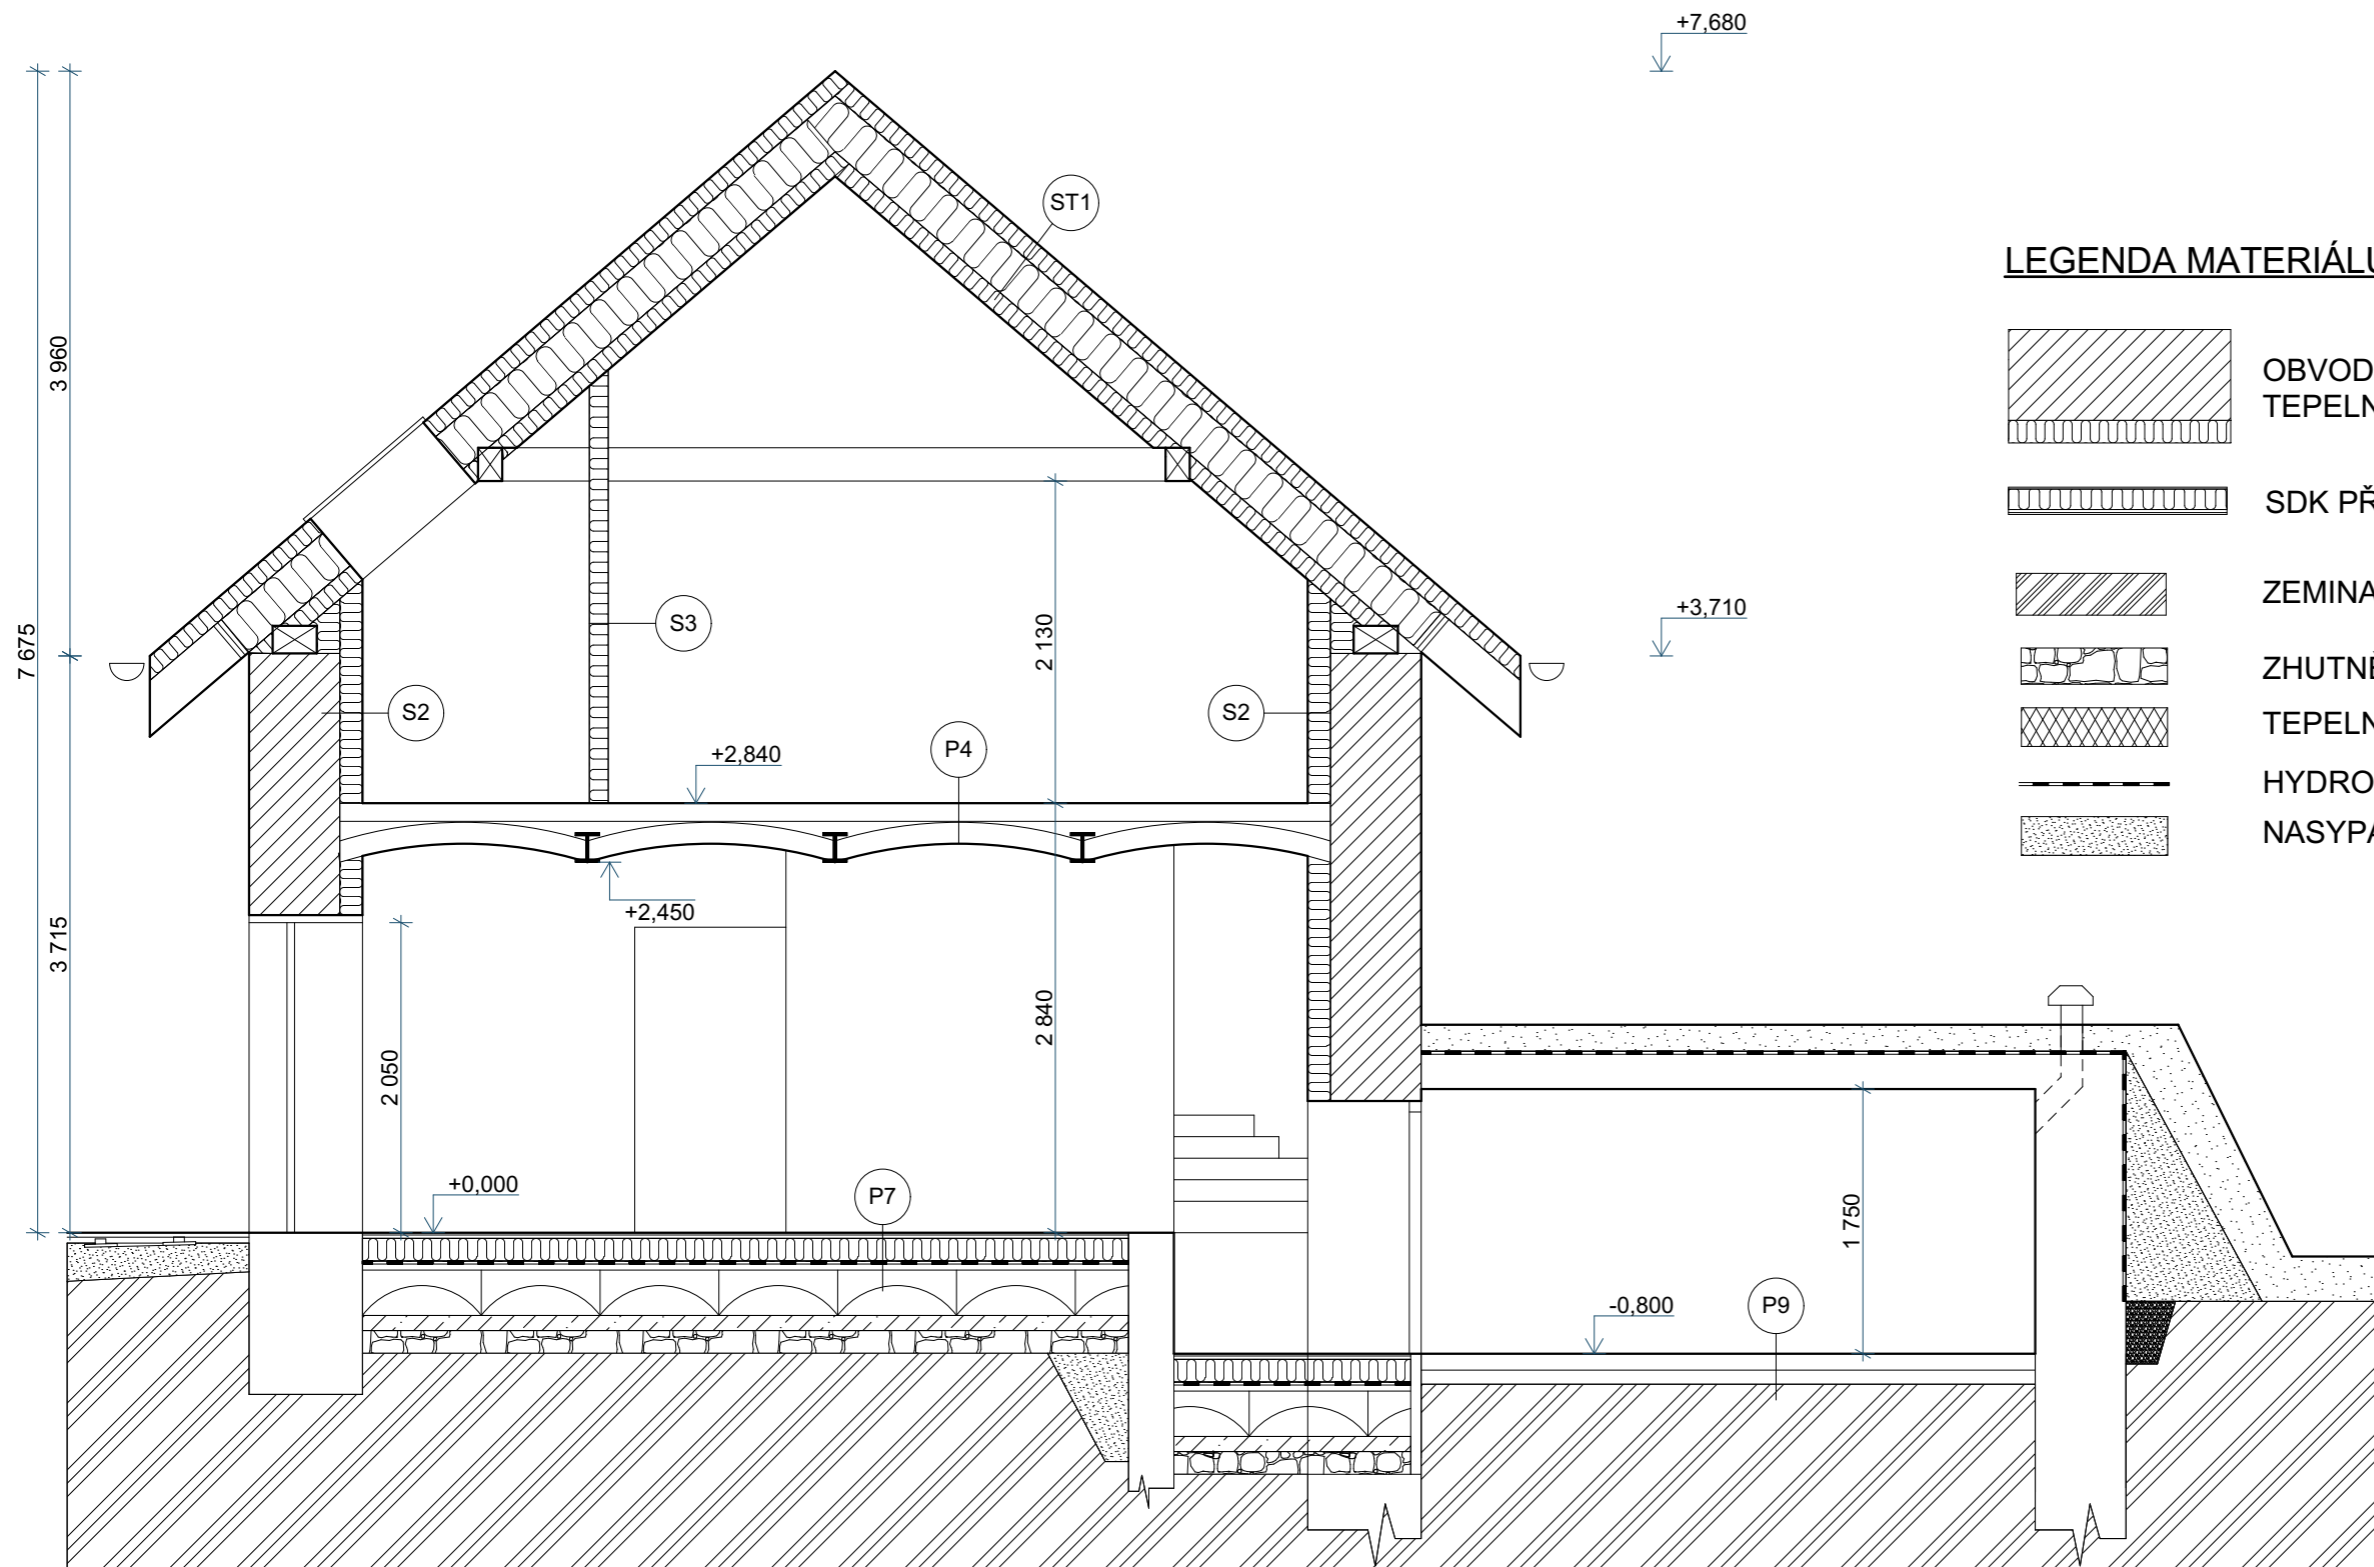 +7,680
ST1
LEGENDA MATERIÁLU
3 960
OBVOD
TEPELN
SDK PŘ
ZEMINA
+3,710
S3
2 130
7 675
ZHUTNĚ
S2
S2
TEPELN
+2,840
P4
HYDRO
NASYPA
+2,450
3 715
2 840
2 050
+0,000
P7
1 750
-0,800
P9